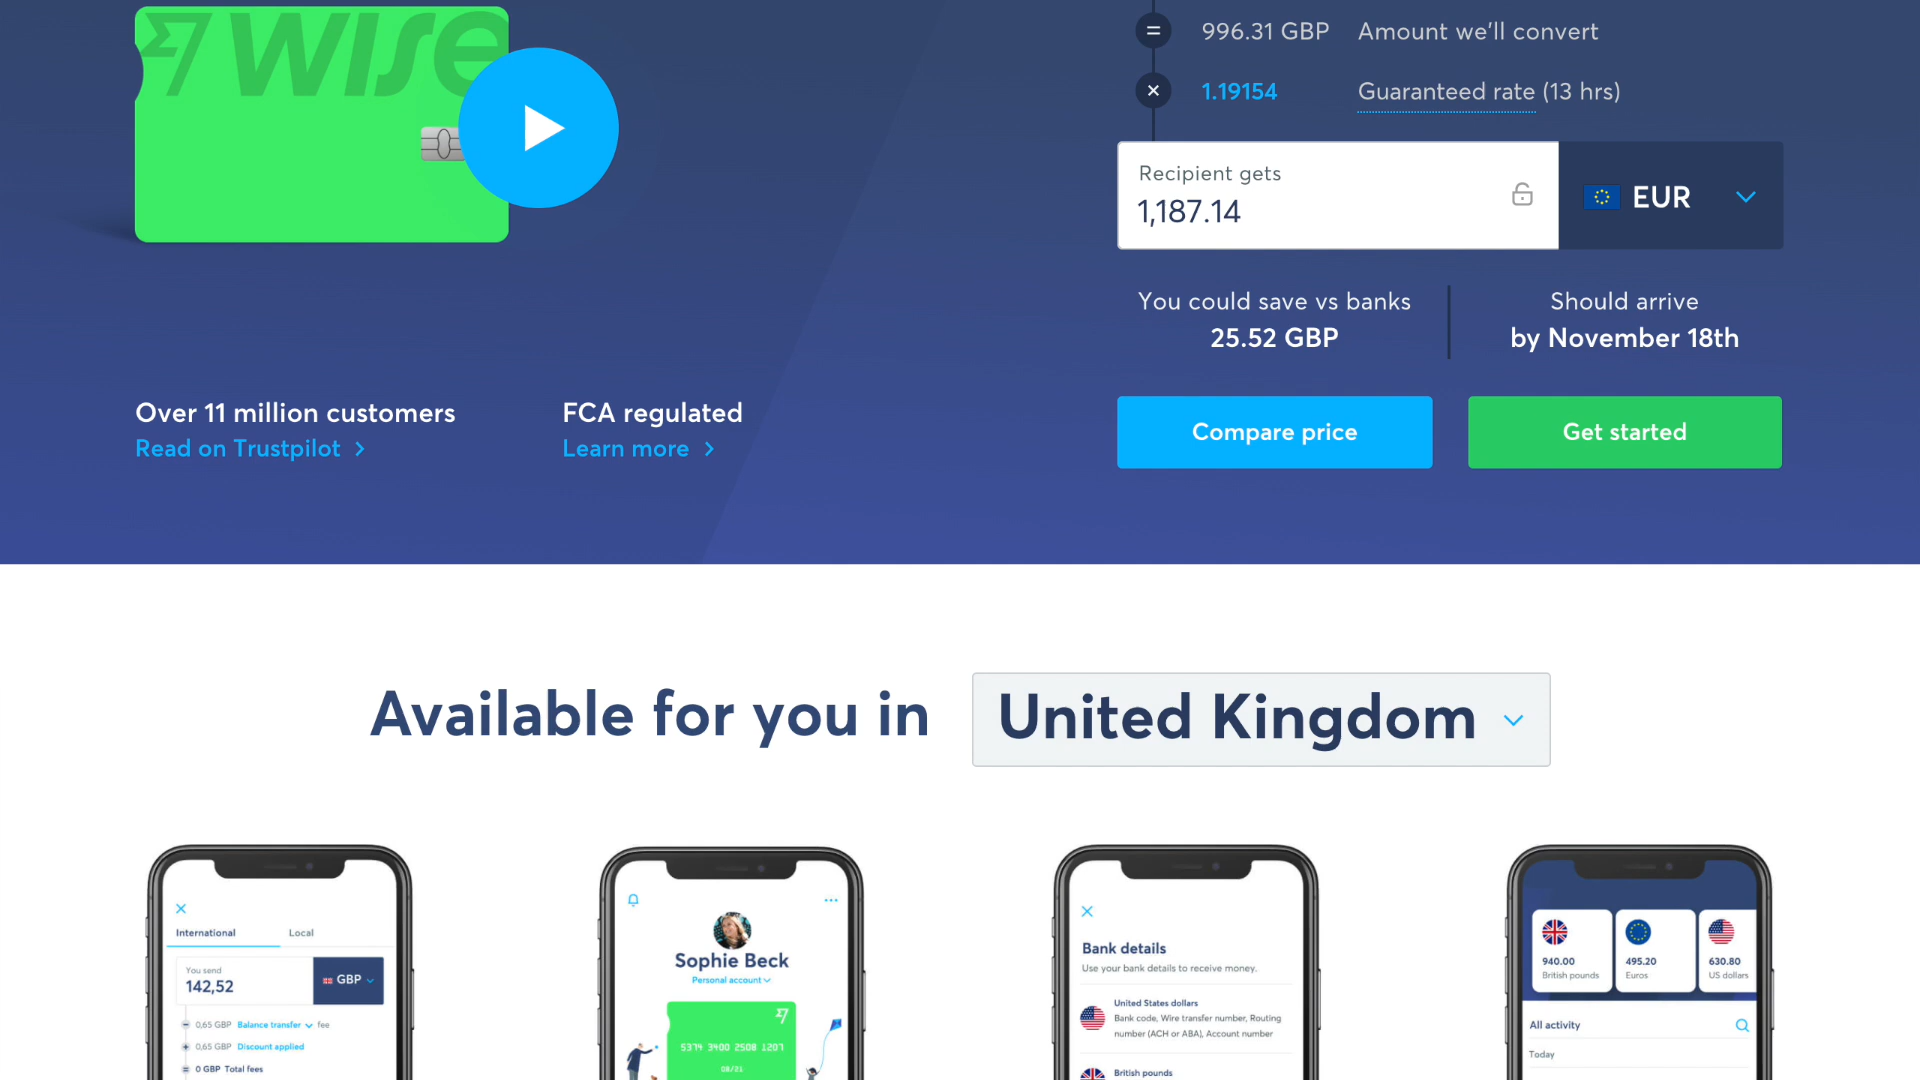 WISE
= 996.31 GBP Amount we'll convert
× 1.19154 Guaranteed rate (13 hrs)
Recipient gets
1,187.14
EUR
You could save vs banks
25.52 GBP
Should arrive
by November 18th
Over 11 million customers
Read on Trustpilot
FCA regulated
Learn more
Compare price
Get started
Available for you in United Kingdom
International Local
You send
142,52
GBP
0,65 GBP Balance transfer fee
0,65 GBP Discount applied
0 GBP Total fees
Sophie Beck
Personal account
5374 3400 2508 1207
08/21
Bank details
Use your bank details to receive money.
United States dollars
Bank code, Wire transfer number, Routing
number (ACH or ABA), Account number
British pounds
940.00
British pounds
495.20
Euros
630.80
US dollars
All activity
Today